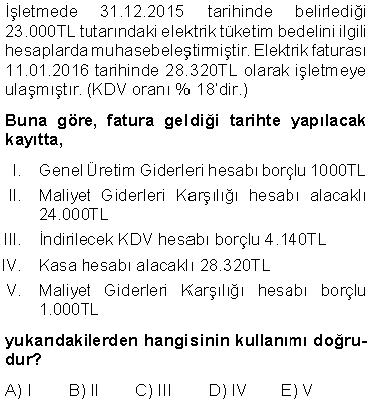 İşletmede 31.12.2015 tarihinde belirlediği
23.000TL tutarındaki elektrik tüketim bedelini ilgili
hesaplarda muhasebeleştirmiştir. Elektrik faturası
11.01.2016 tarihinde 28.320TL olarak işletmeye
ulaşmıştır. (KDV oranı % 18'dir.)
Buna göre, fatura geldiği tarihte yapılacak
kayıtta,
I. Genel Üretim Giderleri hesabı borçlu 1000TL
II. Maliyet Giderleri Karşılığı hesabı alacaklı
24.000TL
III. İndirilecek KDV hesabı borçlu 4.140TL
IV. Kasa hesabı alacaklı 28.320TL
V. Maliyet Giderleri Karşılığı hesabı borçlu
1.000TL
yukarıdakilerden hangisinin kullanımı doğru-
dur?
A) I B) II C) III D) IV E) V